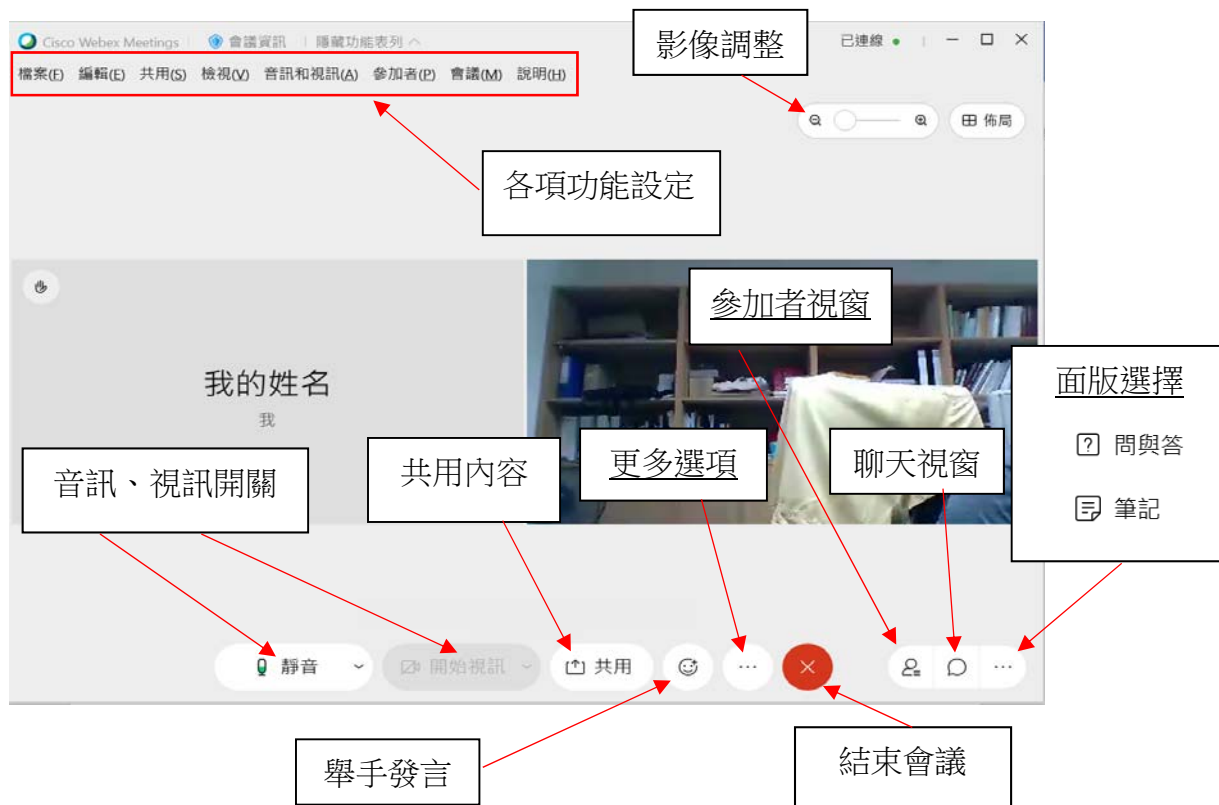 影像調整
Cisco Webex Meetings 會議資訊 隱藏功能表列
已連線
檔案(F) 編輯(E) 共用(S) 檢視(V) 音訊和視訊(A) 參加者(P) 會議(M) 說明(H)
佈局
各項功能設定
參加者視窗
我的姓名
我
面版選擇
問與答
筆記
音訊、視訊開關
共用內容
更多選項
聊天視窗
靜音
開始視訊
共用
舉手發言
結束會議